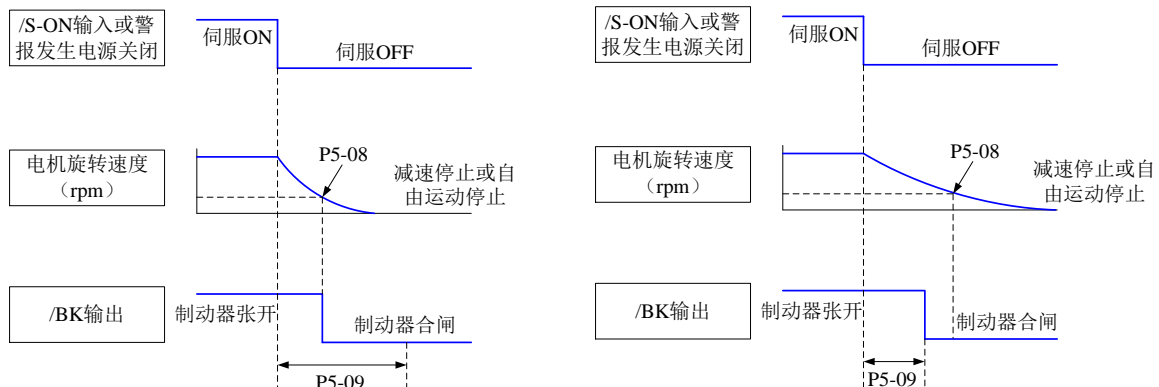 /S-ON输入或警
报发生电源关闭
伺服ON
伺服OFF
电机旋转速度
（rpm）
P5-08
减速停止或自
由运动停止
/BK输出
制动器张开
制动器合闸
P5-09
/S-ON输入或警
报发生电源关闭
伺服ON
伺服OFF
电机旋转速度
（rpm）
P5-08
减速停止或自
由运动停止
/BK输出
制动器张开
制动器合闸
P5-09